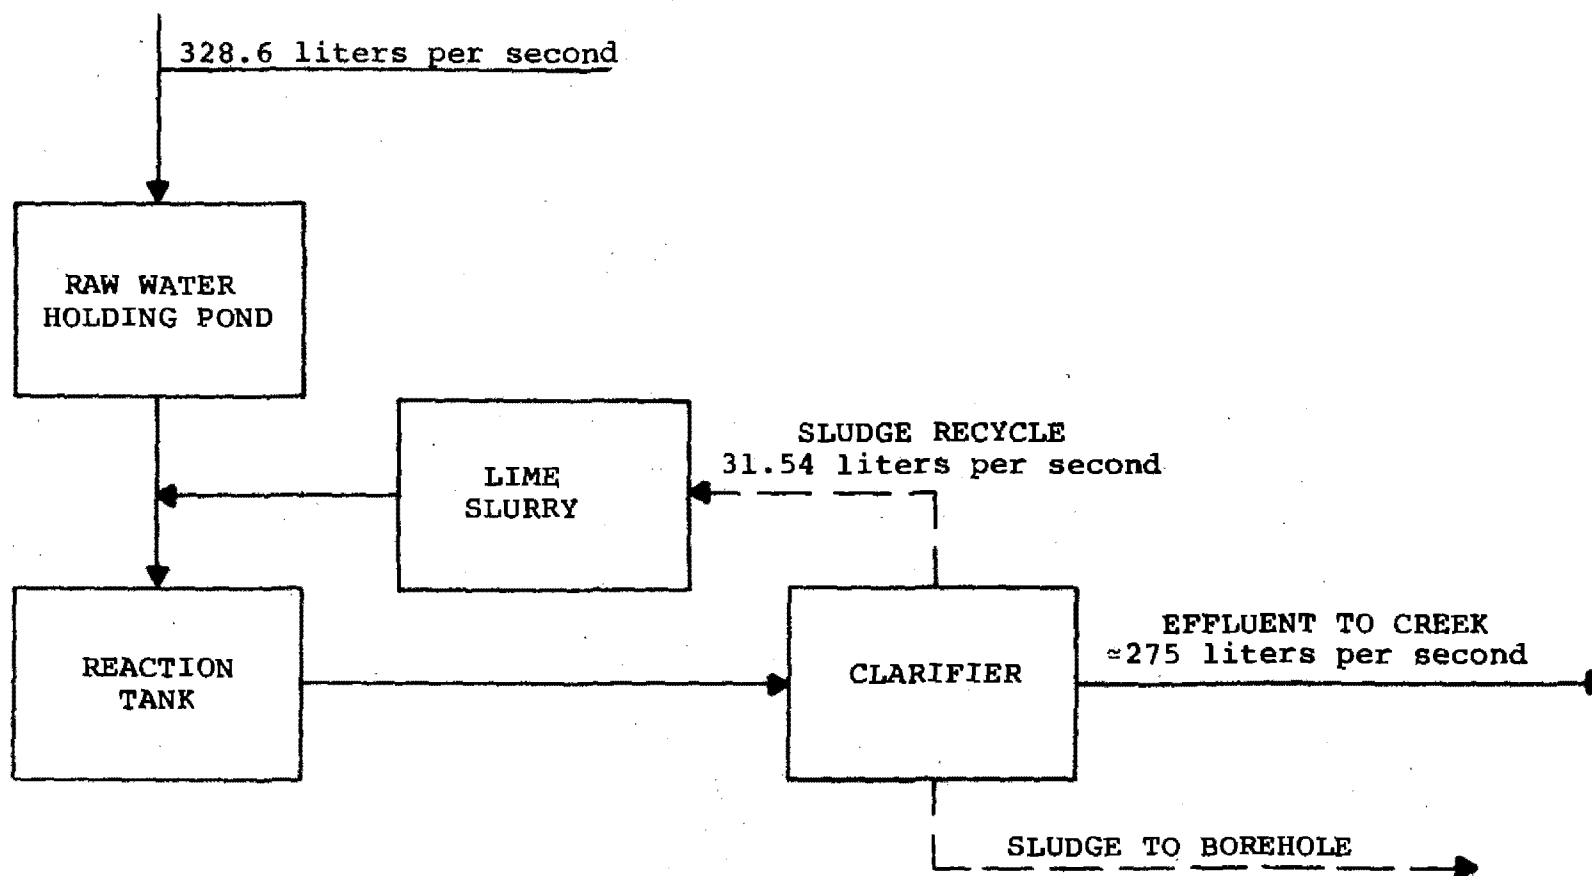 328.6 liters per second
RAW WATER
HOLDING POND
LIME
SLURRY
SLUDGE RECYCLE
31.54 liters per second
REACTION
TANK
CLARIFIER
EFFLUENT TO CREEK
≈275 liters per second
SLUDGE TO BOREHOLE